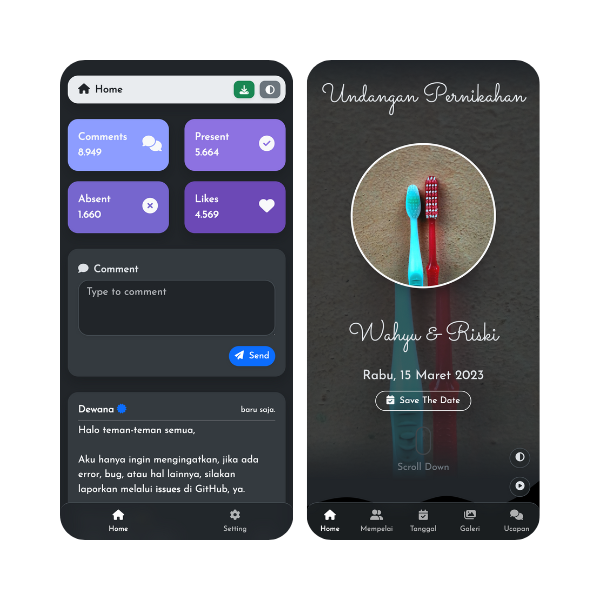 Home
Comments
8.949
Present
5.664
Absent
1.660
Likes
4.569
Comment
Type to comment
Send
Dewana
baru saja.
Halo teman-teman semua,
Aku hanya ingin mengingatkan, jika ada
error, bug, atau hal lainnya, silakan
laporkan melalui issues di GitHub, ya.
Home
Setting
Undangan Pernikahan
Wahyu & Riski
Rabu, 15 Maret 2023
Save The Date
Scroll Down
Home
Mempelai
Tanggal
Galeri
Ucapan